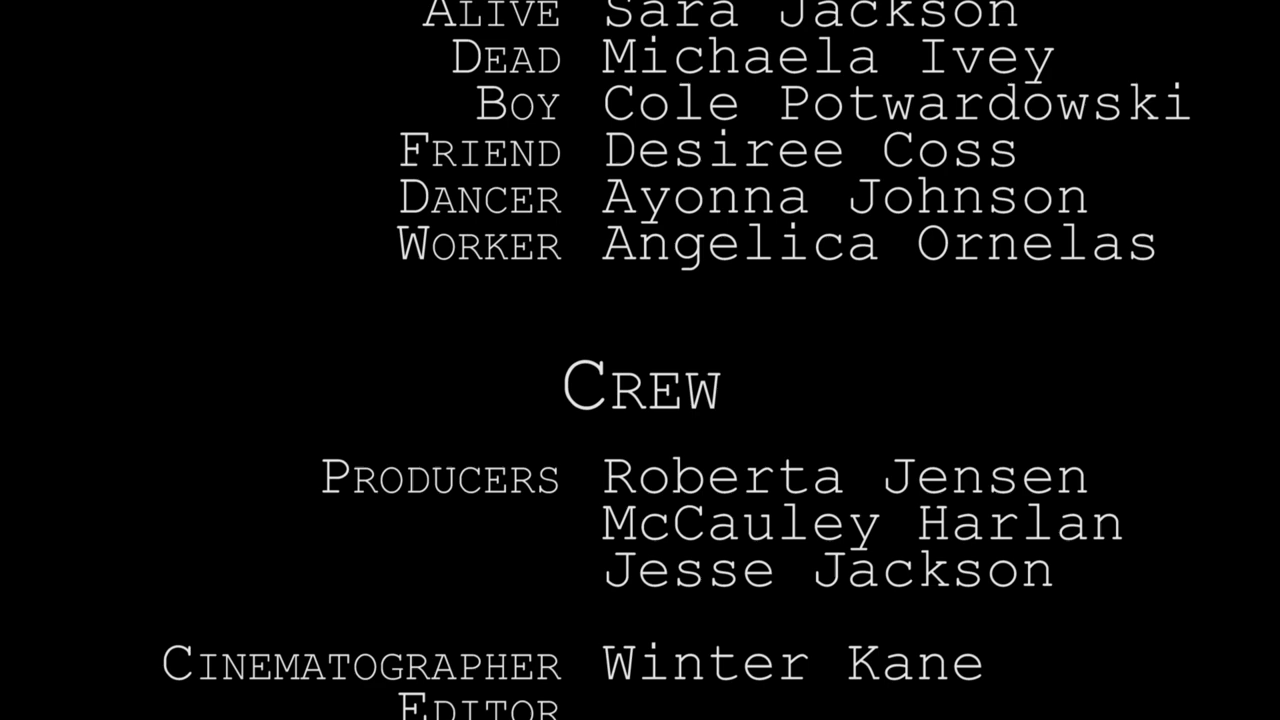 ALIVE Sara Jackson
DEAD Michaela Ivey
BOY Cole Potwardowski
FRIEND Desiree Coss
DANCER Ayonna Johnson
WORKER Angelica Ornelas
CREW
PRODUCERS Roberta Jensen
McCauley Harlan
Jesse Jackson
CINEMATOGRAPHER Winter Kane
EDITOR